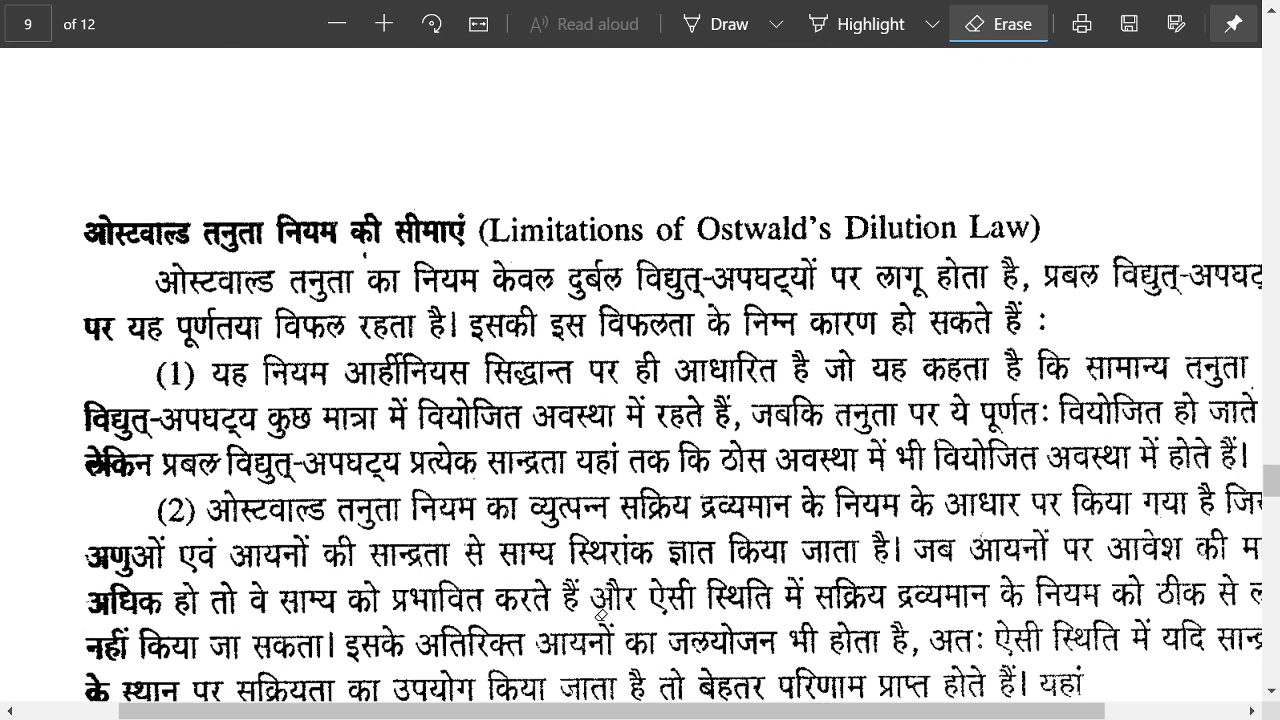 9 of 12 Read aloud Draw Highlight Erase
ओस्टवाल्ड तनुता नियम की सीमाएं (Limitations of Ostwald's Dilution Law)
ओस्टवाल्ड तनुता का नियम केवल दुर्बल विद्युत्-अपघट्यों पर लागू होता है, प्रबल
पर यह पूर्णतया विफल रहता है। इसकी इस विफलता के निम्न कारण हो सकते हैं :
(1) यह नियम आर्हीनियस सिद्धान्त पर ही आधारित है जो यह कहता है कि सामान्य तनुता
विद्युत्-अपघट्य कुछ मात्रा में वियोजित अवस्था में रहते हैं, जबकि तनुता पर ये पूर्णतः वियोजित हो जाते
लेकिन प्रबल विद्युत्-अपघट्य प्रत्येक सान्द्रता यहां तक कि ठोस अवस्था में भी वियोजित अवस्था में होते हैं।
(2) ओस्टवाल्ड तनुता नियम का व्युत्पन्न सक्रिय द्रव्यमान के नियम के आधार पर किया गया है
अणुओं एवं आयनों की सान्द्रता से साम्य स्थिरांक ज्ञात किया जाता है। जब आयनों पर आवेश की
अधिक हो तो वे साम्य को प्रभावित करते हैं और ऐसी स्थिति में सक्रिय द्रव्यमान के नियम को ठीक से
नहीं किया जा सकता। इसके अतिरिक्त आयनों का जलयोजन भी होता है, अतः ऐसी स्थिति में यदि
के स्थान पर सक्रियता का उपयोग किया जाता है तो बेहतर परिणाम प्राप्त होते हैं। यहां